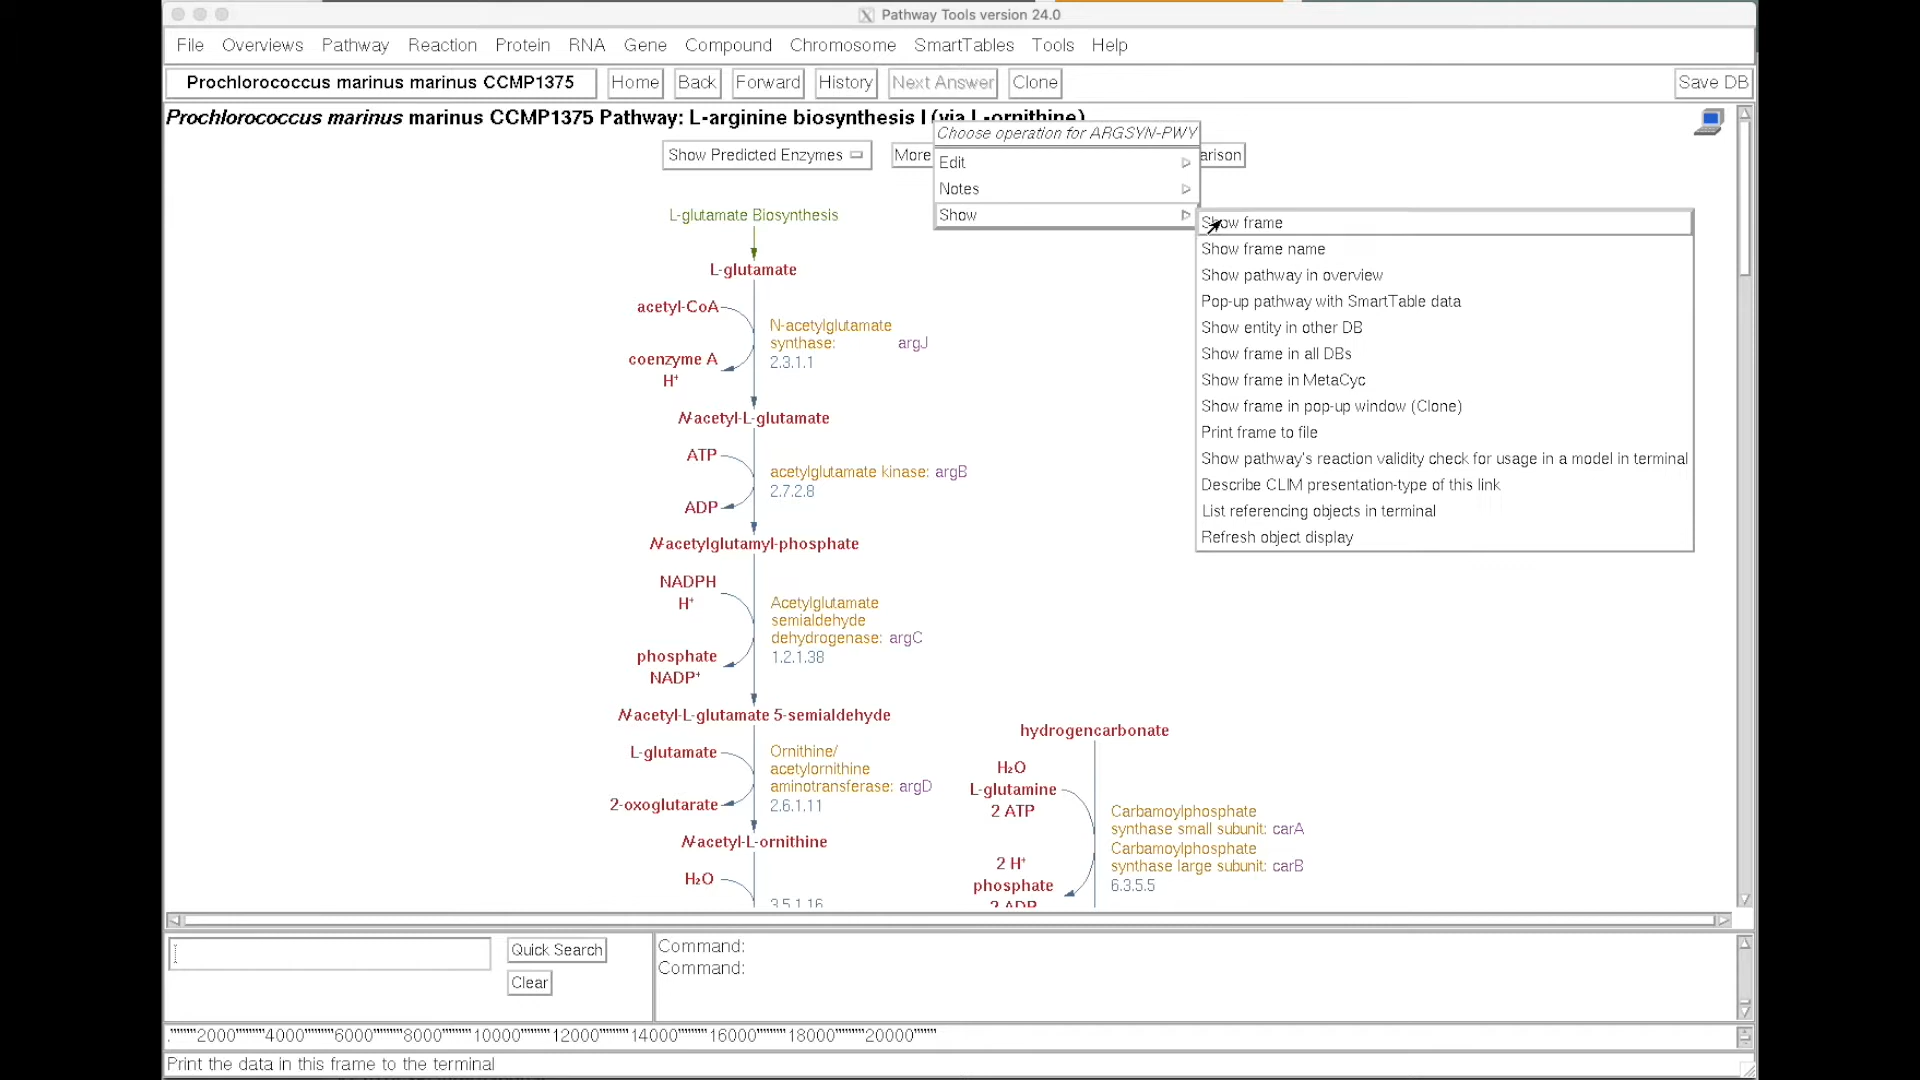 Pathway Tools version 24.0
File Overviews Pathway Reaction Protein RNA Gene Compound Chromosome SmartTables Tools Help
Prochlorococcus marinus marinus CCMP1375 Home Back Forward History Next Answer Clone Save DB
Prochlorococcus marinus marinus CCMP1375 Pathway: L-arginine biosynthesis I (via L-ornithine)
Choose operation for ARGSYN-PWY
Show Predicted Enzymes More arison
Edit
Notes
Show
Show frame
Show frame name
Show pathway in overview
Pop-up pathway with SmartTable data
Show entity in other DB
Show frame in all DBs
Show frame in MetaCyc
Show frame in pop-up window (Clone)
Print frame to file
Show pathway's reaction validity check for usage in a model in terminal
Describe CLIM presentation-type of this link
List referencing objects in terminal
Refresh object display
L-glutamate Biosynthesis
L-glutamate
acetyl-CoA
N-acetylglutamate
synthase: argJ
2.3.1.1
coenzyme A
H⁺
N-acetyl-L-glutamate
ATP
acetylglutamate kinase: argB
2.7.2.8
ADP
N-acetylglutamyl-phosphate
NADPH
H⁺
Acetylglutamate
semialdehyde
dehydrogenase: argC
1.2.1.38
phosphate
NADP⁺
N-acetyl-L-glutamate 5-semialdehyde
L-glutamate
Ornithine/
acetylornithine
aminotransferase: argD
2.6.1.11
2-oxoglutarate
N-acetyl-L-ornithine
H₂O
3.5.1.16
hydrogencarbonate
H₂O
L-glutamine
2 ATP
Carbamoylphosphate
synthase small subunit: carA
Carbamoylphosphate
synthase large subunit: carB
6.3.5.5
2 H⁺
phosphate
2 ADP
Quick Search
Clear
Command:
Command:
.'''''''''2000'''''''''4000'''''''''6000'''''''''8000'''''''''10000'''''''''12000'''''''''14000'''''''''16000'''''''''18000'''''''''20000'''''''
Print the data in this frame to the terminal